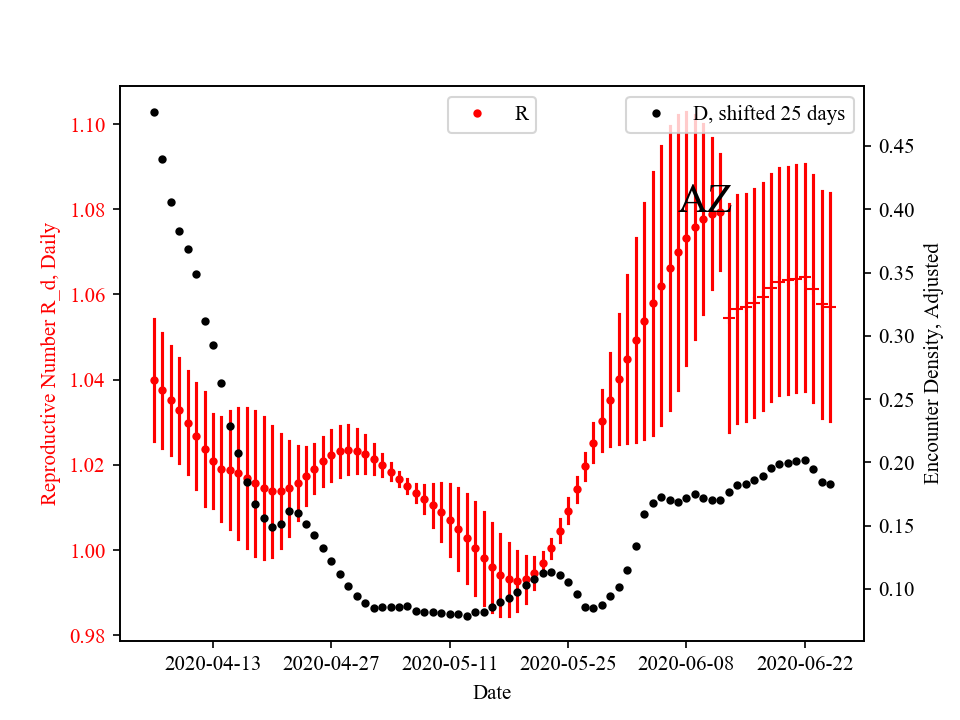 R
D, shifted 25 days
AZ
Reproductive Number R_d, Daily
1.10
1.08
1.06
1.04
1.02
1.00
0.98
0.45
0.40
0.35
0.30
0.25
0.20
0.15
0.10
Encounter Density, Adjusted
2020-04-13 2020-04-27 2020-05-11 2020-05-25 2020-06-08 2020-06-22
Date